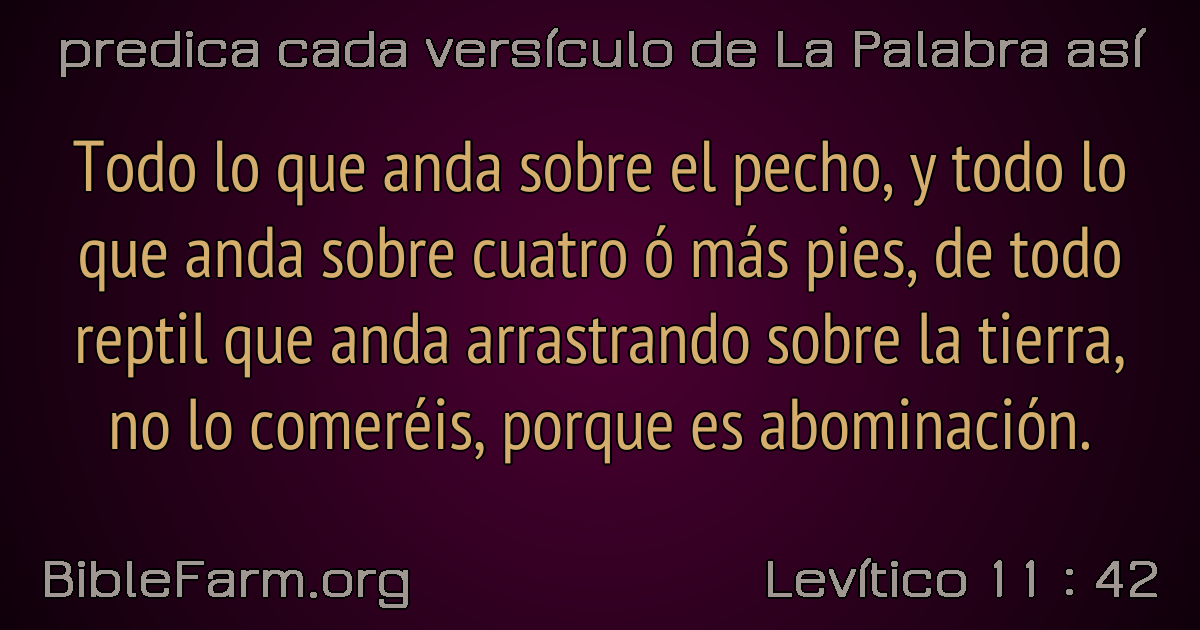 predica cada versículo de La Palabra así
Todo lo que anda sobre el pecho, y todo lo
que anda sobre cuatro ó más pies, de todo
reptil que anda arrastrando sobre la tierra,
no lo comeréis, porque es abominación.
BibleFarm.org
Levítico 11 : 42